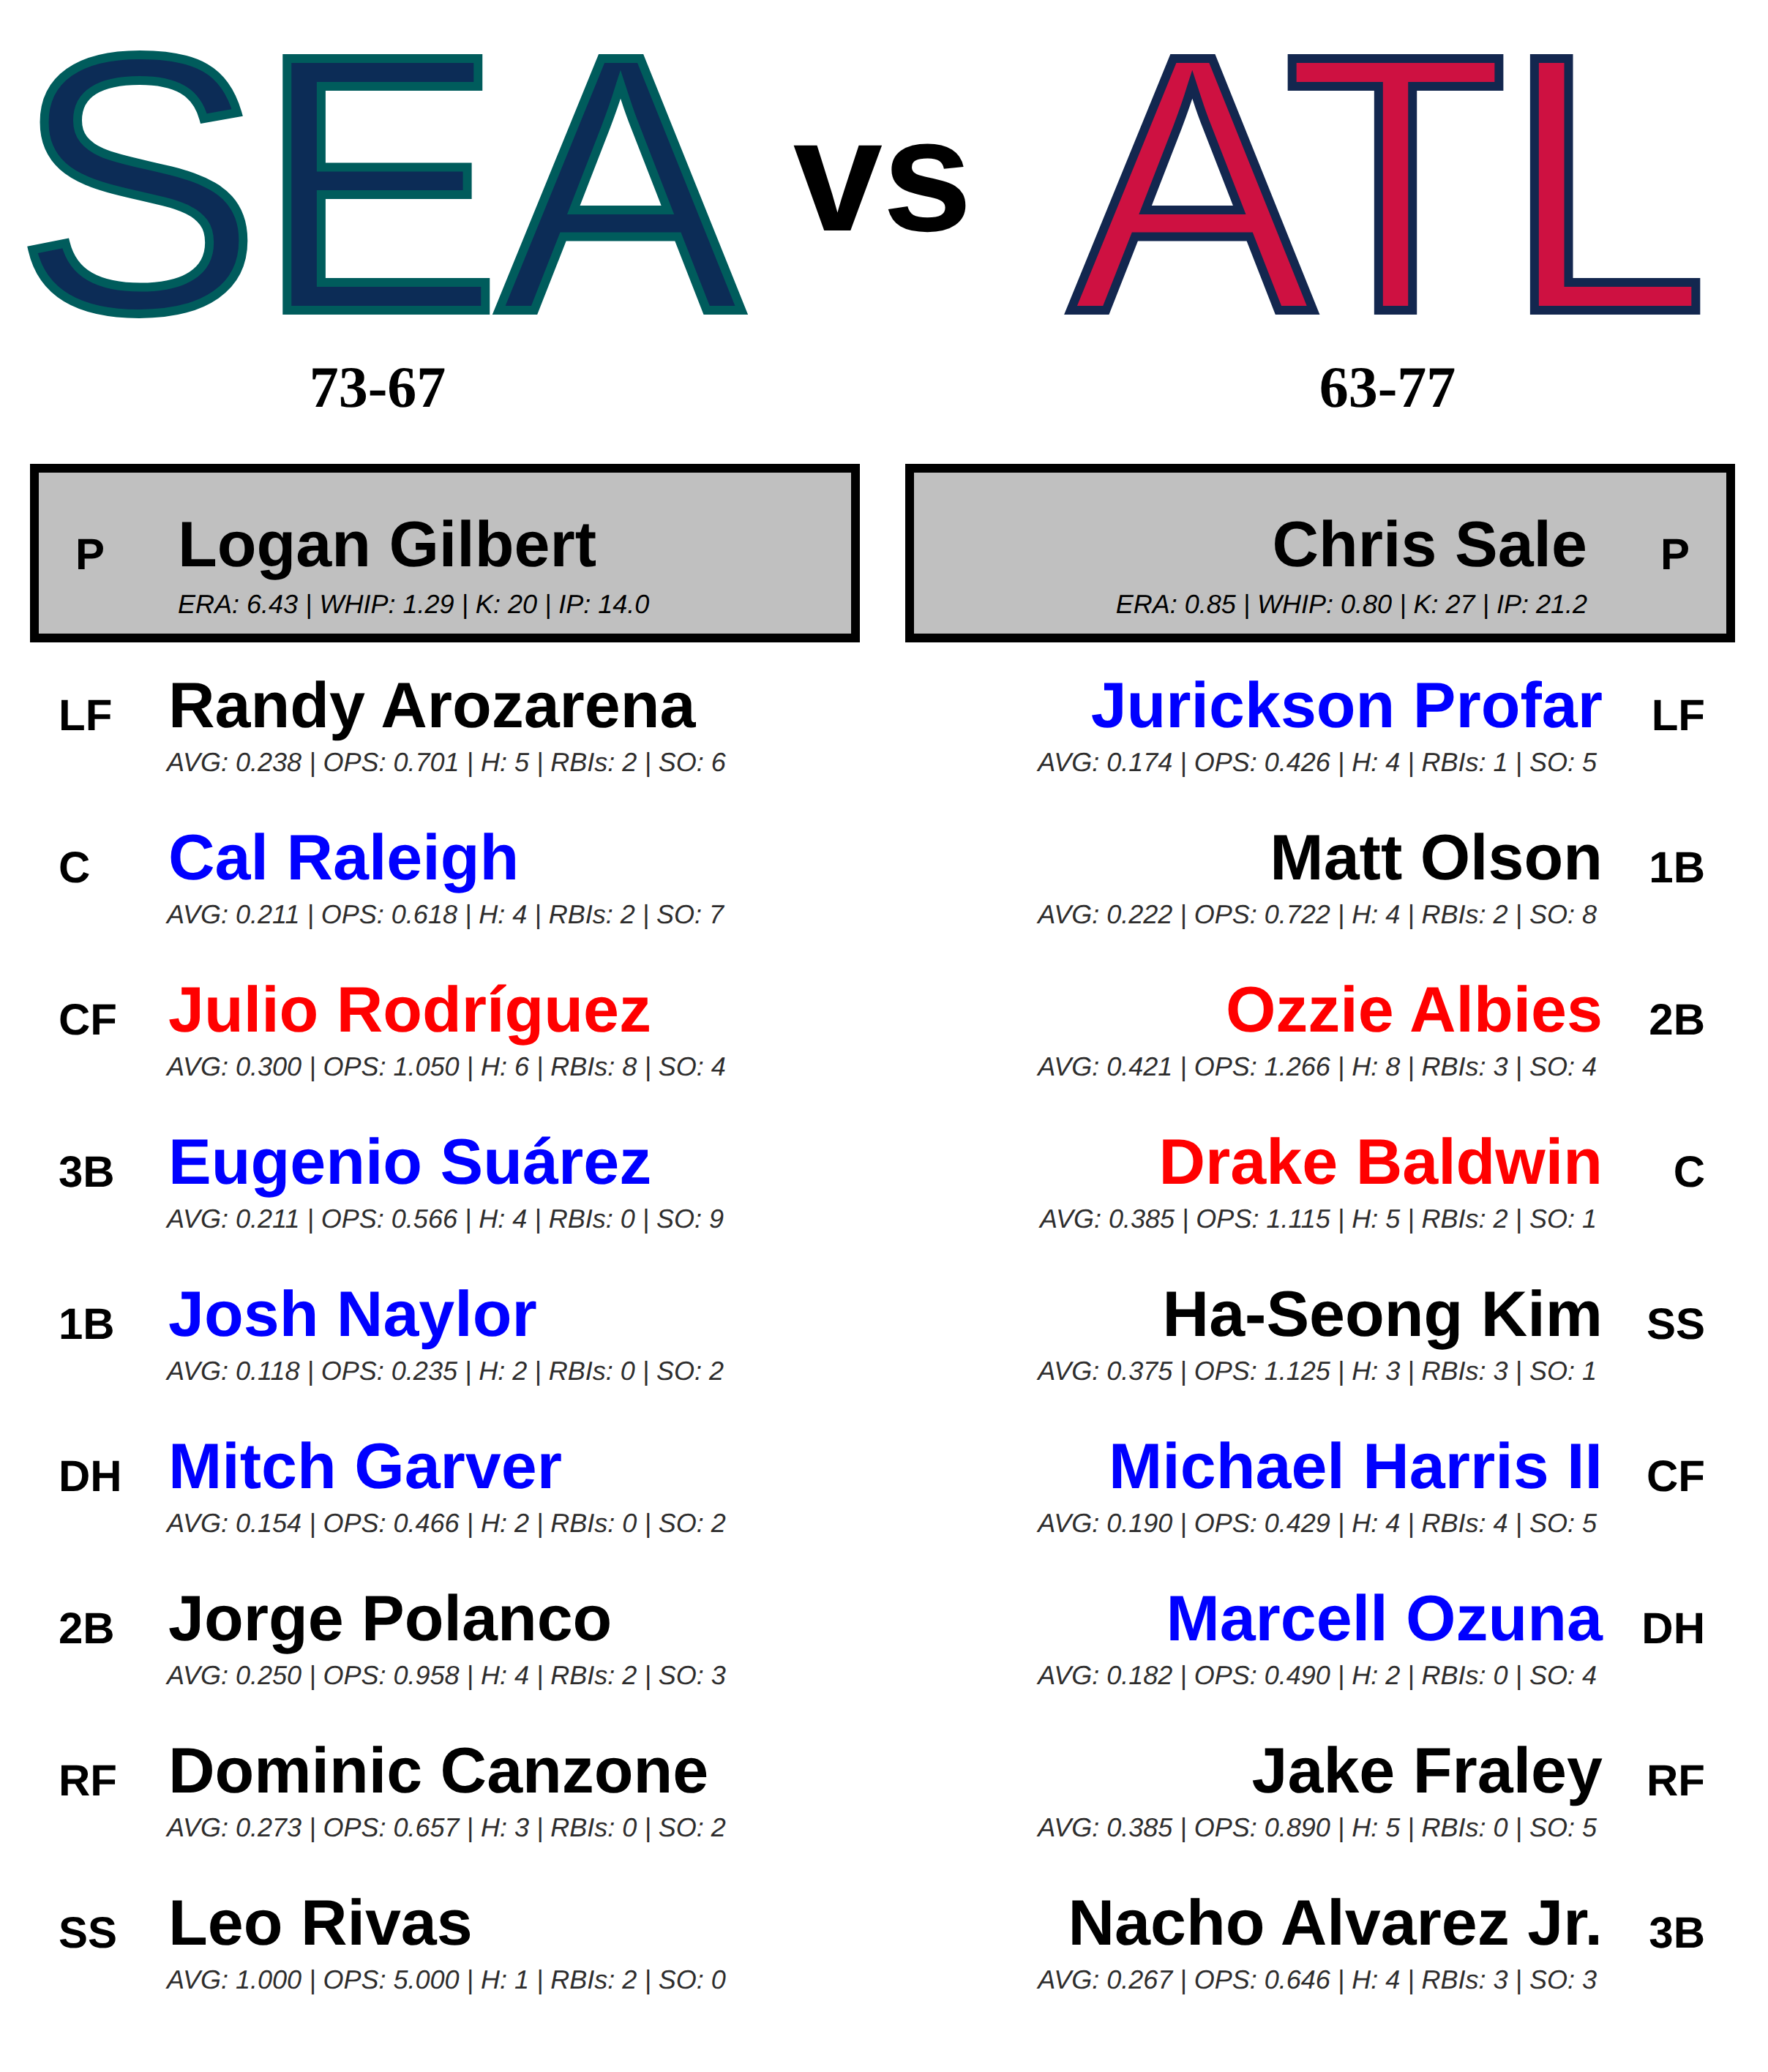 SEA vs ATL
73-67 63-77
P Logan Gilbert
ERA: 6.43 | WHIP: 1.29 | K: 20 | IP: 14.0
Chris Sale P
ERA: 0.85 | WHIP: 0.80 | K: 27 | IP: 21.2
LF Randy Arozarena
AVG: 0.238 | OPS: 0.701 | H: 5 | RBIs: 2 | SO: 6
C Cal Raleigh
AVG: 0.211 | OPS: 0.618 | H: 4 | RBIs: 2 | SO: 7
CF Julio Rodríguez
AVG: 0.300 | OPS: 1.050 | H: 6 | RBIs: 8 | SO: 4
3B Eugenio Suárez
AVG: 0.211 | OPS: 0.566 | H: 4 | RBIs: 0 | SO: 9
1B Josh Naylor
AVG: 0.118 | OPS: 0.235 | H: 2 | RBIs: 0 | SO: 2
DH Mitch Garver
AVG: 0.154 | OPS: 0.466 | H: 2 | RBIs: 0 | SO: 2
2B Jorge Polanco
AVG: 0.250 | OPS: 0.958 | H: 4 | RBIs: 2 | SO: 3
RF Dominic Canzone
AVG: 0.273 | OPS: 0.657 | H: 3 | RBIs: 0 | SO: 2
SS Leo Rivas
AVG: 1.000 | OPS: 5.000 | H: 1 | RBIs: 2 | SO: 0
Jurickson Profar LF
AVG: 0.174 | OPS: 0.426 | H: 4 | RBIs: 1 | SO: 5
Matt Olson 1B
AVG: 0.222 | OPS: 0.722 | H: 4 | RBIs: 2 | SO: 8
Ozzie Albies 2B
AVG: 0.421 | OPS: 1.266 | H: 8 | RBIs: 3 | SO: 4
Drake Baldwin C
AVG: 0.385 | OPS: 1.115 | H: 5 | RBIs: 2 | SO: 1
Ha-Seong Kim SS
AVG: 0.375 | OPS: 1.125 | H: 3 | RBIs: 3 | SO: 1
Michael Harris II CF
AVG: 0.190 | OPS: 0.429 | H: 4 | RBIs: 4 | SO: 5
Marcell Ozuna DH
AVG: 0.182 | OPS: 0.490 | H: 2 | RBIs: 0 | SO: 4
Jake Fraley RF
AVG: 0.385 | OPS: 0.890 | H: 5 | RBIs: 0 | SO: 5
Nacho Alvarez Jr. 3B
AVG: 0.267 | OPS: 0.646 | H: 4 | RBIs: 3 | SO: 3